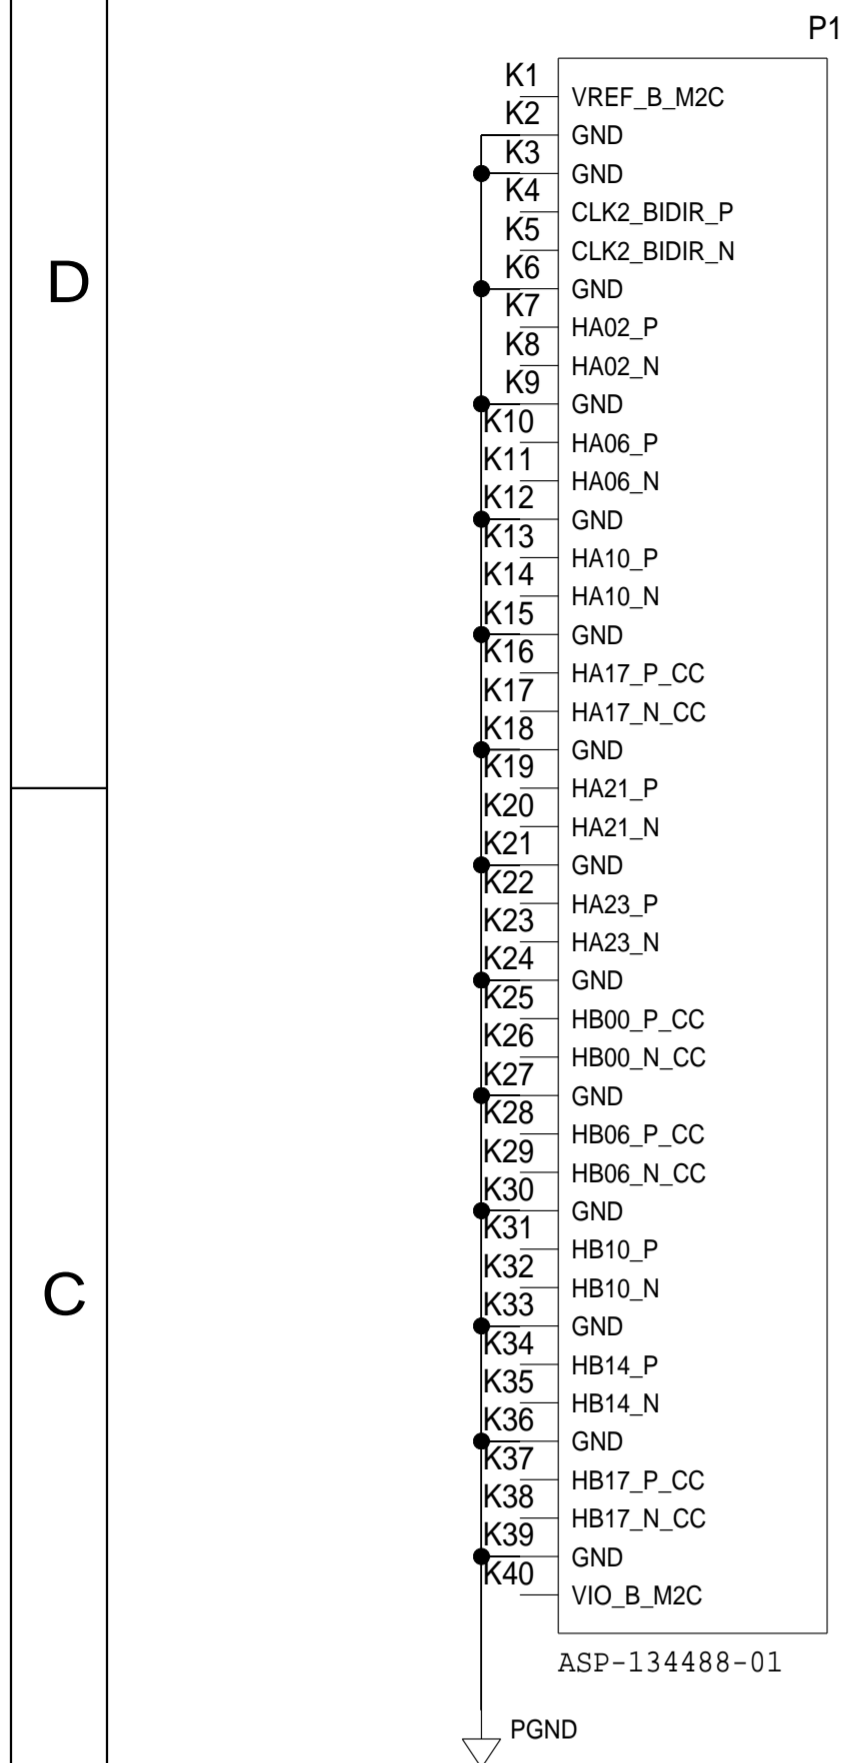 P1
K1 VREF_B_M2C
K2 GND
K3 GND
K4 CLK2_BIDIR_P
K5 CLK2_BIDIR_N
K6 GND
K7 HA02_P
K8 HA02_N
K9 GND
K10 HA06_P
K11 HA06_N
K12 GND
K13 HA10_P
K14 HA10_N
K15 GND
K16 HA17_P_CC
K17 HA17_N_CC
K18 GND
K19 HA21_P
K20 HA21_N
K21 GND
K22 HA23_P
K23 HA23_N
K24 GND
K25 HB00_P_CC
K26 HB00_N_CC
K27 GND
K28 HB06_P_CC
K29 HB06_N_CC
K30 GND
K31 HB10_P
K32 HB10_N
K33 GND
K34 HB14_P
K35 HB14_N
K36 GND
K37 HB17_P_CC
K38 HB17_N_CC
K39 GND
K40 VIO_B_M2C
ASP-134488-01
PGND
D
C